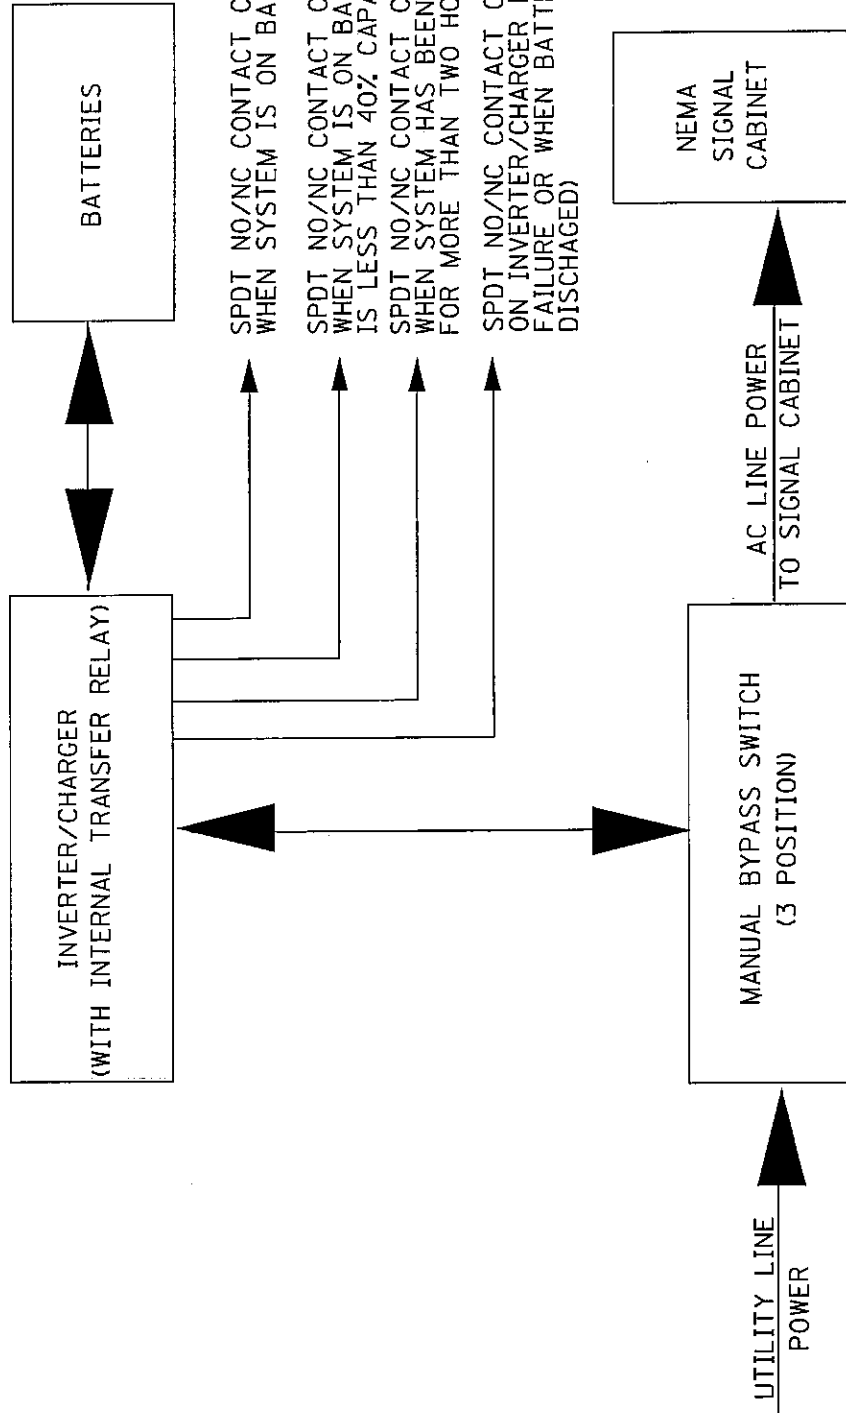 INVERTER/CHARGER
(WITH INTERNAL TRANSFER RELAY)
BATTERIES
SPDT NO/NC CONTACT
WHEN SYSTEM IS ON
SPDT NO/NC CONTACT
WHEN SYSTEM IS ON
IS LESS THAN 40%
SPDT NO/NC CONTACT
WHEN SYSTEM HAS BEEN
FOR MORE THAN TWO
SPDT NO/NC CONTACT
ON INVERTER/CHARGER
FAILURE OR WHEN
DISCHAGED)
UTILITY LINE
POWER
MANUAL BYPASS SWITCH
(3 POSITION)
AC LINE POWER
TO SIGNAL CABINET
NEMA
SIGNAL
CABINET